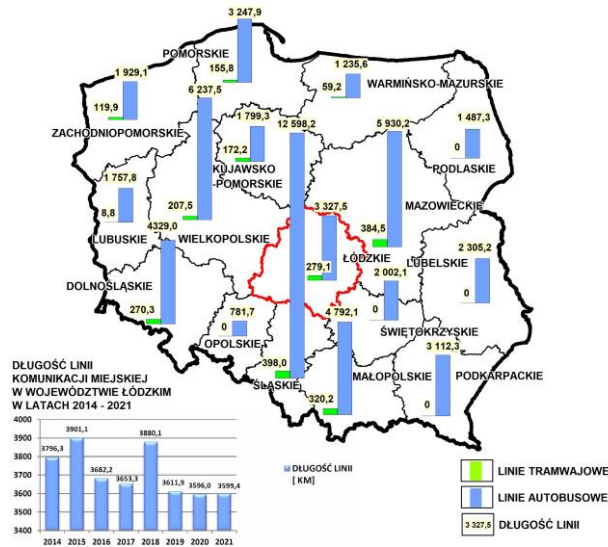 3 247,9
POMORSKIE
155,8
1 235,6
59,2
WARMIŃSKO-MAZURSKIE
1 929,1
119,9
ZACHODNIOPOMORSKIE
6 237,5
1 799,3
172,2
KUJAWSKO
-POMORSKIE
12 598,2
5 930,2
1 487,3
0
PODLASKIE
1 757,8
8,8
LUBUSKIE
207,5
WIELKOPOLSKIE
4329,0
3 327,5
279,1
ŁÓDZKIE
384,5
MAZOWIECKIE
2 305,2
LUBELSKIE
0
DOLNOŚLĄSKIE
270,3
781,7
0
OPOLSKIE
2 002,1
0
ŚWIĘTOKRZYSKIE
4 792,1
398,0
ŚLĄSKIE
320,2
MAŁOPOLSKIE
3 112,3
0
PODKARPACKIE
DŁUGOŚĆ LINII
KOMUNIKACJI MIEJSKIEJ
W WOJEWÓDZTWIE ŁÓDZKIM
W LATACH 2014 - 2021
4000
3900
3800
3700
3600
3500
3400
3796,3
3901,1
3682,2
3653,3
3880,1
3611,9
3596,0
3599,4
2014 2015 2016 2017 2018 2019 2020 2021
DŁUGOŚĆ LINII
[ KM]
LINIE TRAMWAJOWE
LINIE AUTOBUSOWE
3 327,5 DŁUGOŚĆ LINII